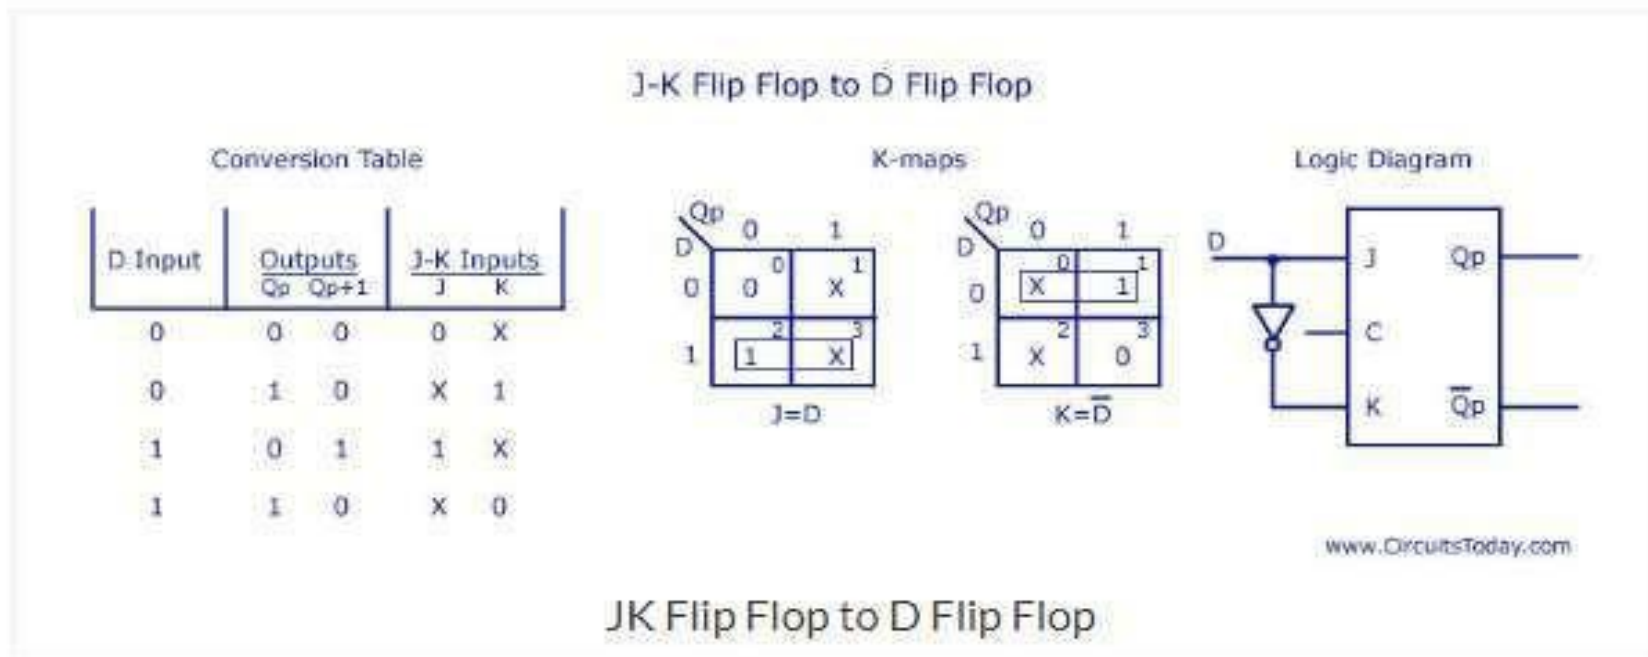 J-K Flip Flop to D Flip Flop
Conversion Table
D Input Outputs J-K Inputs
Qp Qp+1 J K
0 0 0 0 X
0 1 0 X 1
1 0 1 1 X
1 1 0 X 0
K-maps
Qp
D 0 1
0 0 0 X 1
1 1 2 X 3
J=D
Qp
D 0 1
0 X 0 1 1
1 X 2 0 3
K=D̅
Logic Diagram
D J Qp
C
K Q̅p
www.CircuitsToday.com
JK Flip Flop to D Flip Flop